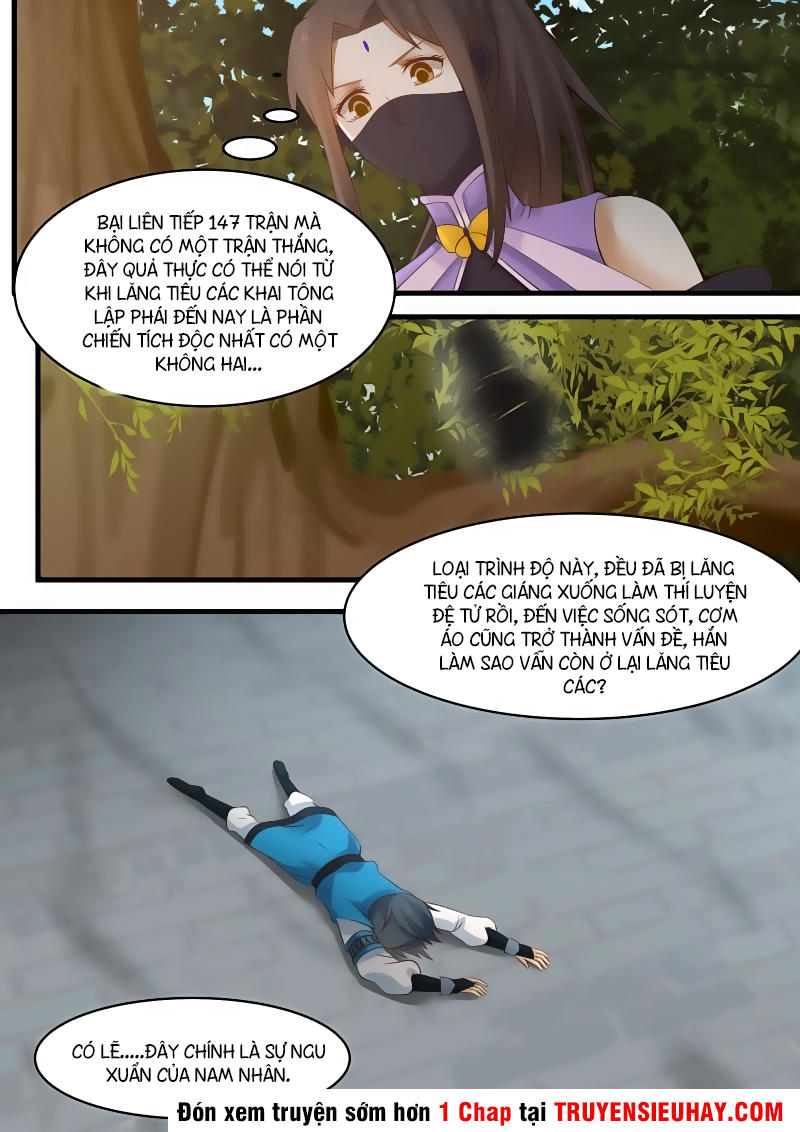 BẠI LIÊN TIẾP 147 TRẬN MÀ
KHÔNG CÓ MỘT TRẬN THẮNG,
ĐÂY QUẢ THỰC CÓ THỂ NÓI TỪ
KHI LĂNG TIÊU CÁC KHAI TÔNG
LẬP PHÁI ĐẾN NAY LÀ PHẦN
CHIẾN TÍCH ĐỘC NHẤT CÓ MỘT
KHÔNG HAI...
LOẠI TRÌNH ĐỘ NÀY, ĐỀU ĐÃ BỊ LĂNG
TIÊU CÁC GIÁNG XUỐNG LÀM THÍ LUYỆN
ĐỆ TỬ RỒI, ĐẾN VIỆC SỐNG SÓT, CƠM
ÁO CŨNG TRỞ THÀNH VẤN ĐỀ, HẮN
LÀM SAO VẪN CÒN Ở LẠI LĂNG TIÊU
CÁC?
CÓ LẼ.....ĐÂY CHÍNH LÀ SỰ NGU
XUẨN CỦA NAM NHÂN.
Đón xem truyện sớm hơn 1 Chap tại TRUYENSIEUHAY.COM